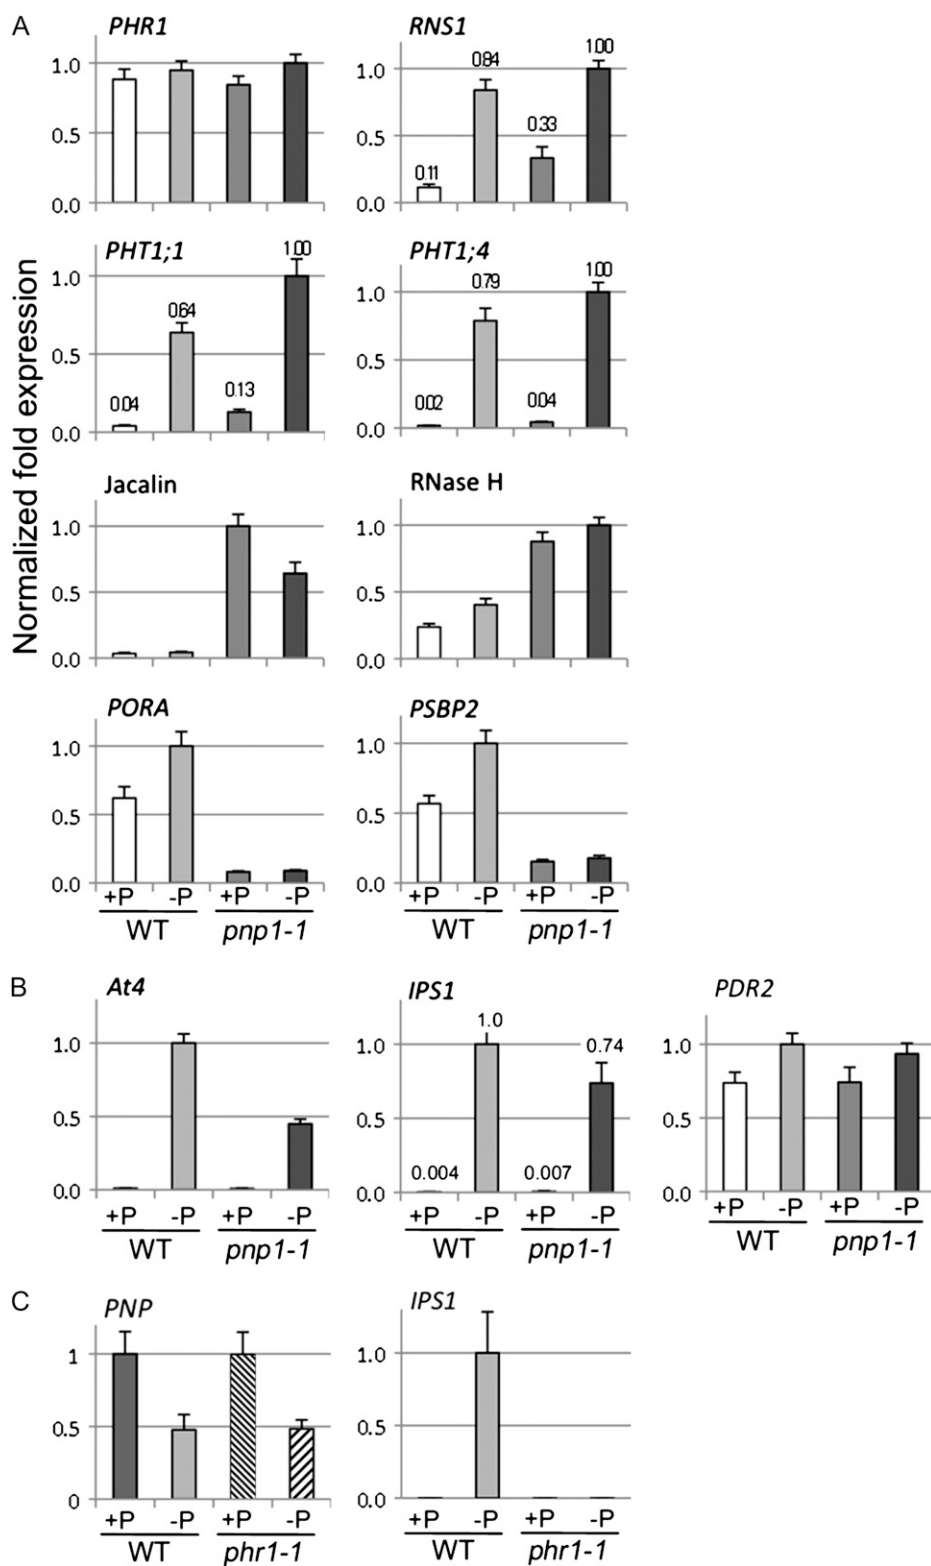 A
PHR1
1.0
0.5
0.0
RNS1
1.0
0.5
0.0
0.11
0.84
0.33
1.00
Normalized fold expression
PHT1;1
1.0
0.5
0.0
0.04
0.64
0.13
1.00
PHT1;4
1.0
0.5
0.0
0.02
0.79
0.04
1.00
Jacalin
1.0
0.5
0.0
RNase H
1.0
0.5
0.0
PORA
1.0
0.5
0.0
+P -P +P -P
WT pnp1-1
PSBP2
1.0
0.5
0.0
+P -P +P -P
WT pnp1-1
B
At4
1.0
0.5
0.0
+P -P +P -P
WT pnp1-1
IPS1
1.0
0.5
0.0
0.004
1.0
0.007
0.74
+P -P +P -P
WT pnp1-1
PDR2
1.0
0.5
0.0
+P -P +P -P
WT pnp1-1
C
PNP
1
0.5
0
+P -P +P -P
WT phr1-1
IPS1
1.0
0.5
0.0
+P -P +P -P
WT phr1-1